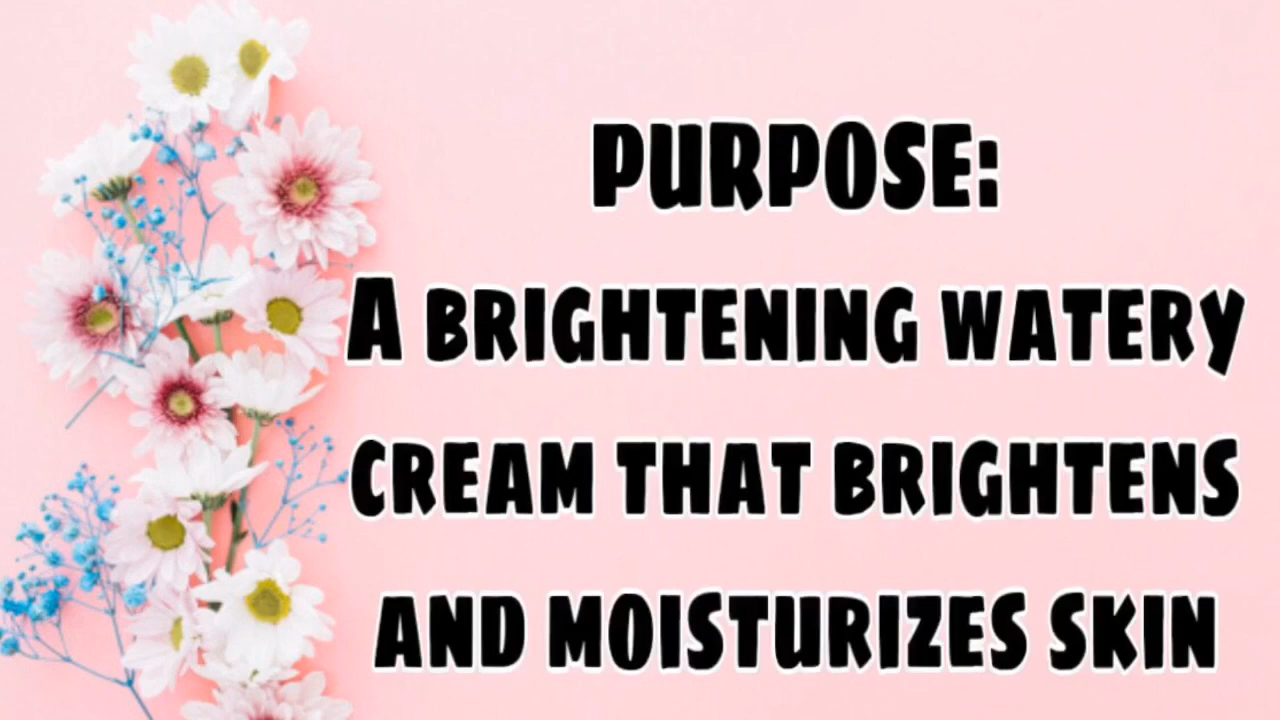 PURPOSE:
A BRIGHTENING WATERY
CREAM THAT BRIGHTENS
AND MOISTURIZES SKIN